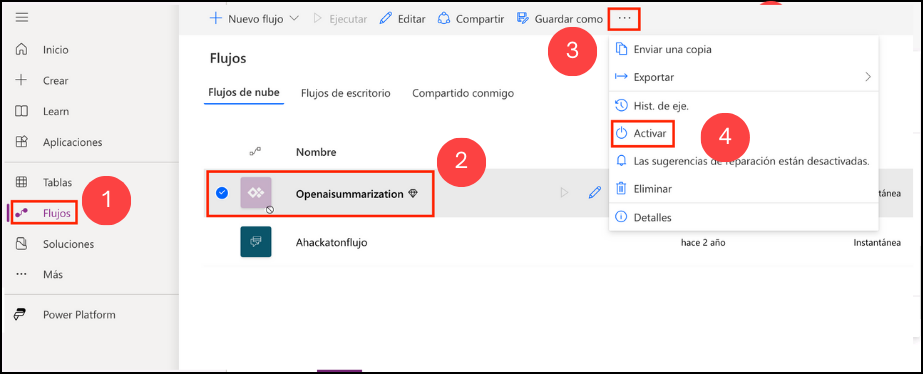 Nuevo flujo
Ejecutar
Editar
Compartir
Guardar como
...
3
Inicio
Crear
Learn
Aplicaciones
Tablas
1
Flujos
Soluciones
Más
Power Platform
Flujos
Flujos de nube
Flujos de escritorio
Compartido conmigo
Nombre
2
Openaisummarization
Ahackatonflujo
hace 2 año
Instantánea
Enviar una copia
Exportar
Hist. de eje.
Activar
4
Las sugerencias de reparación están desactivadas.
Eliminar
ntánea
Detalles